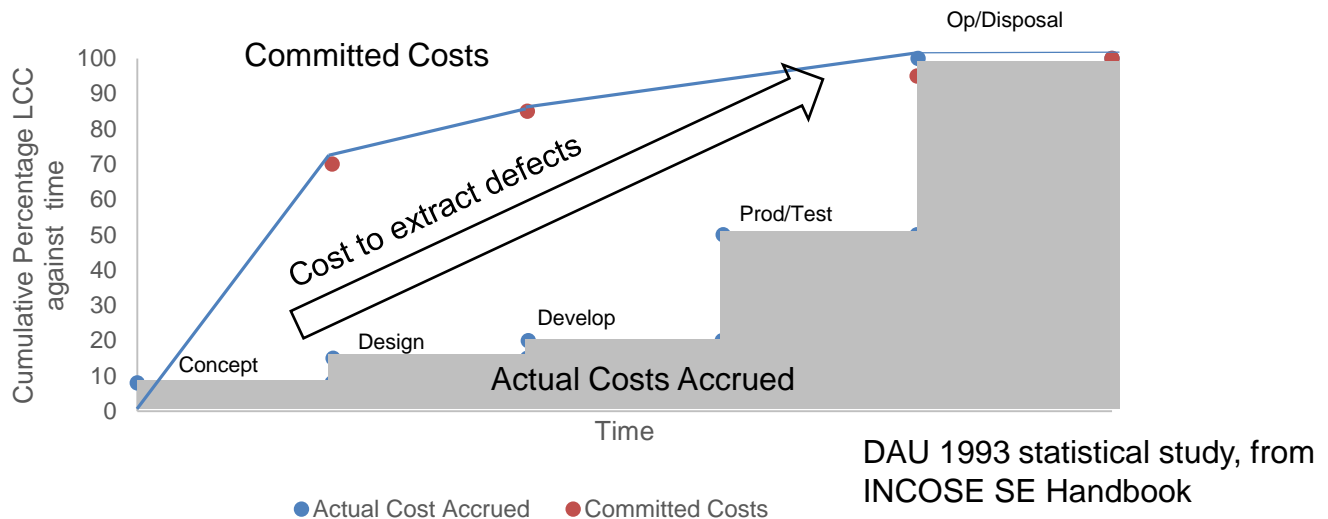 Op/Disposal
Committed Costs
Cumulative Percentage LCC
against time
100
90
80
70
60
50
40
30
20
10
0
Cost to extract defects
Prod/Test
Develop
Design
Concept
Actual Costs Accrued
Time
DAU 1993 statistical study, from
INCOSE SE Handbook
Actual Cost Accrued
Committed Costs